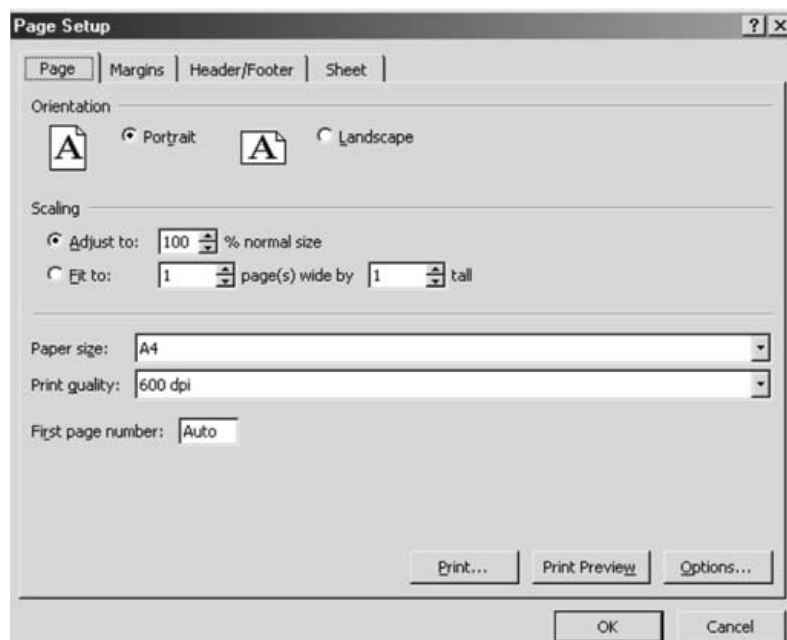 Page Setup ? X
Page Margins Header/Footer Sheet
Orientation
A Portrait A Landscape
Scaling
Adjust to: 100 % normal size
Fit to: 1 page(s) wide by 1 tall
Paper size: A4
Print quality: 600 dpi
First page number: Auto
Print... Print Preview Options...
OK Cancel